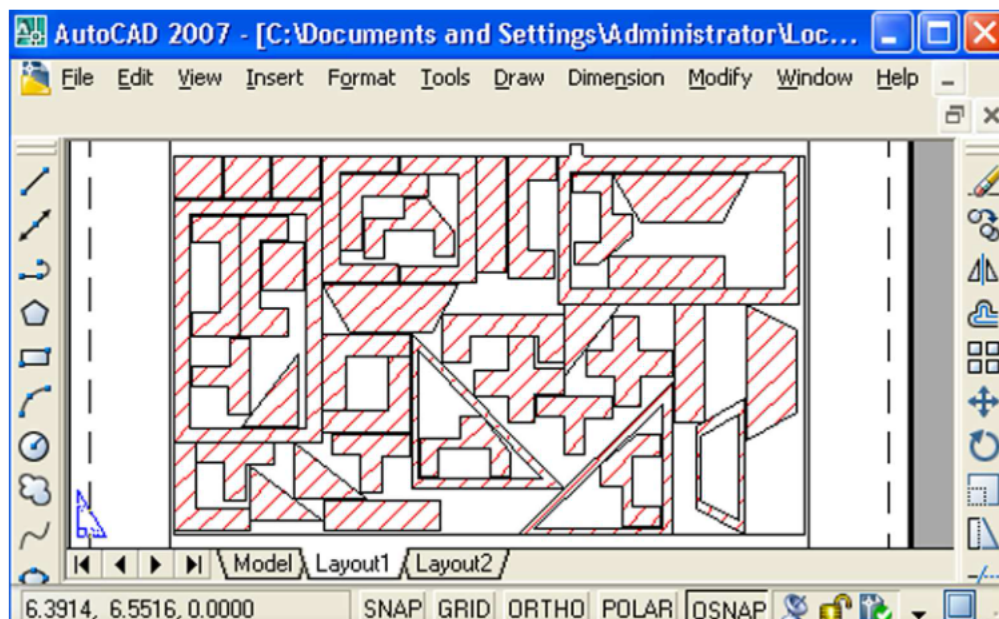 AutoCAD 2007 - [C:\Documents and Settings\Administrator\Loc...
File Edit View Insert Format Tools Draw Dimension Modify Window Help
Model Layout1 Layout2
6.3914, 6.5516, 0.0000 SNAP GRID ORTHO POLAR OSNAP